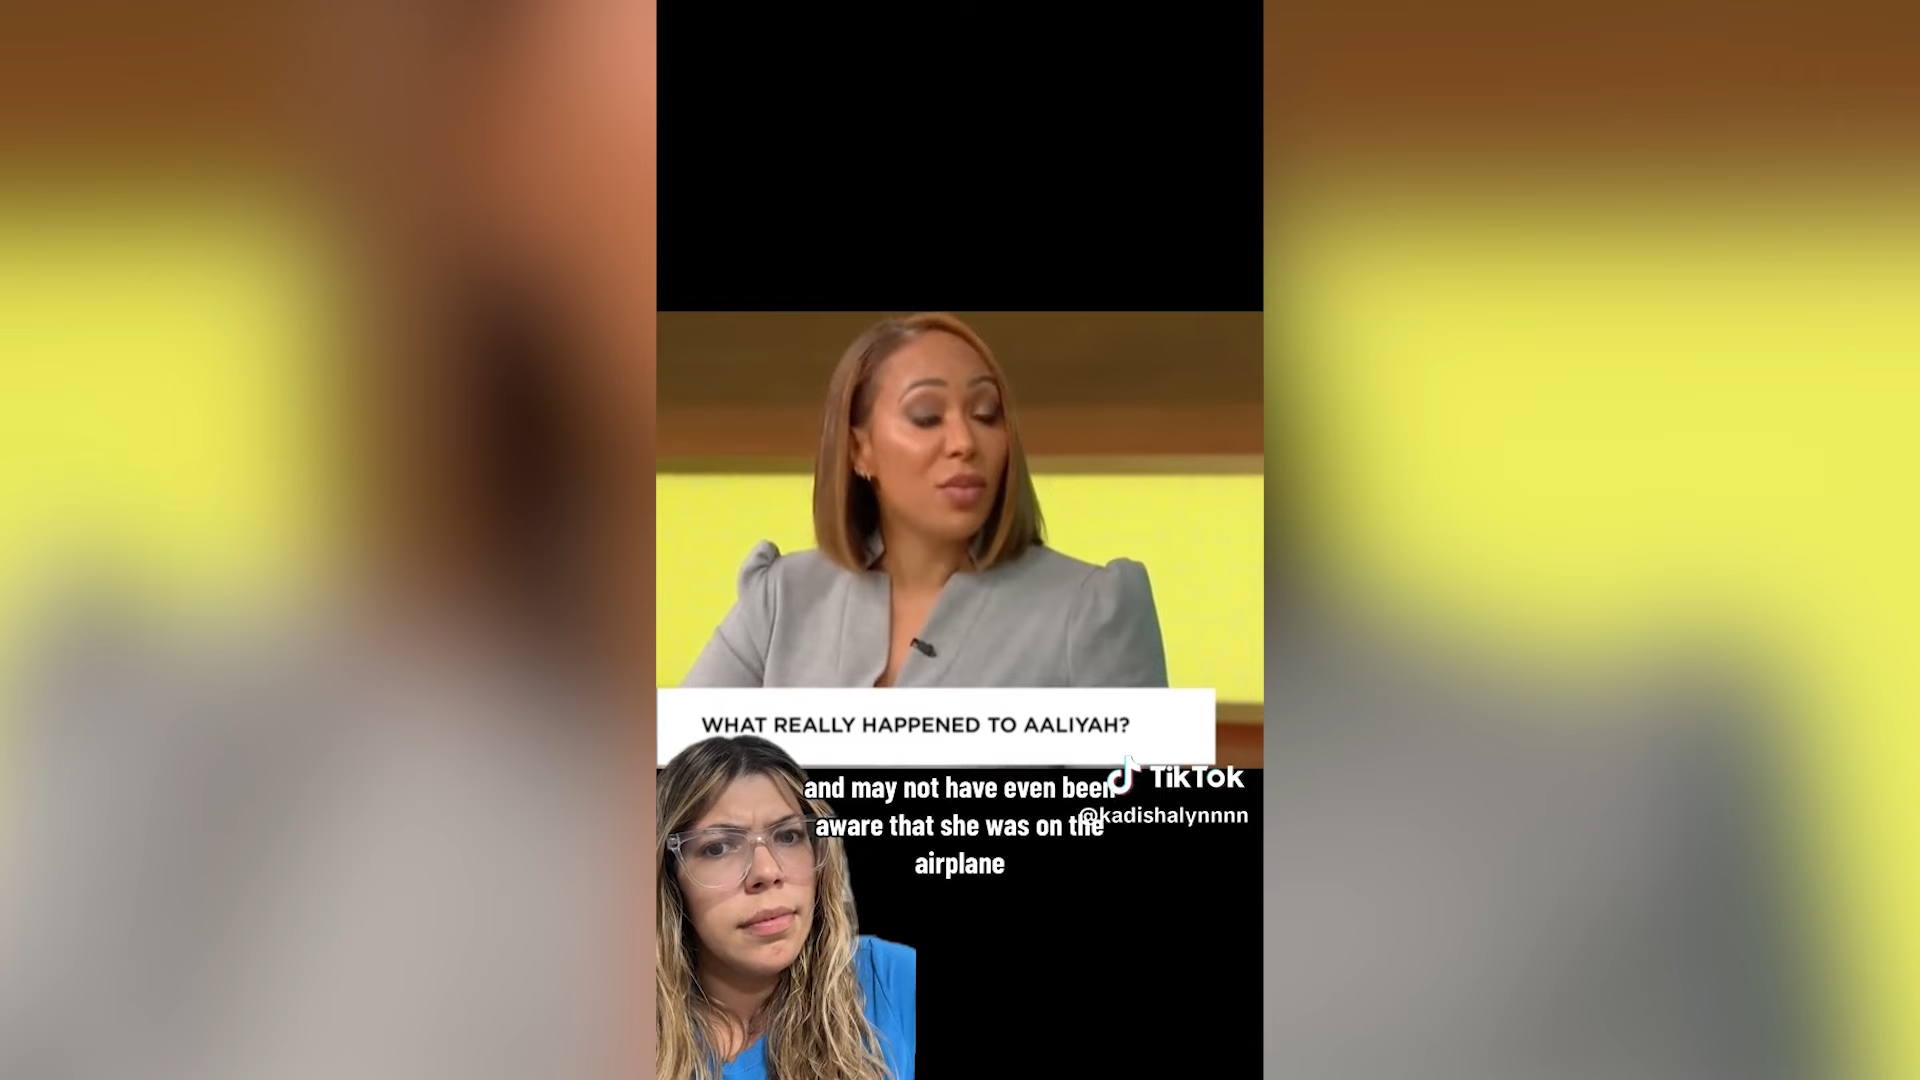 WHAT REALLY HAPPENED TO AALIYAH?
TikTok
@kadishalynnnn
and may not have even been
aware that she was on the
airplane